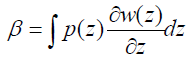 β = ∫ p(z) ∂w(z)/∂z dz